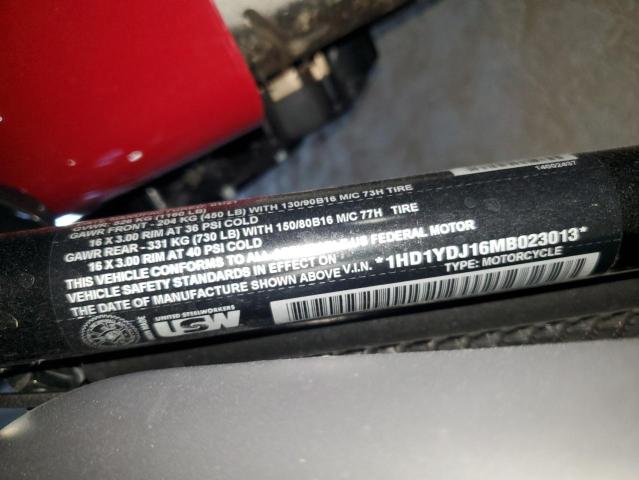 14002437
GVWR: 526 KG (1160 LB)
GAWR FRONT - 204 KG (450 LB) WITH 130/90B16 M/C 73H TIRE
16 X 3.00 RIM AT 36 PSI COLD
GAWR REAR - 331 KG (730 LB) WITH 150/80B16 M/C 77H TIRE
16 X 3.00 RIM AT 40 PSI COLD
THIS VEHICLE CONFORMS TO ALL US FEDERAL MOTOR
VEHICLE SAFETY STANDARDS IN EFFECT ON
THE DATE OF MANUFACTURE SHOWN ABOVE V.I.N. *1HD1YDJ16MB023013*
TYPE: MOTORCYCLE
UNITED STEELWORKERS
USW